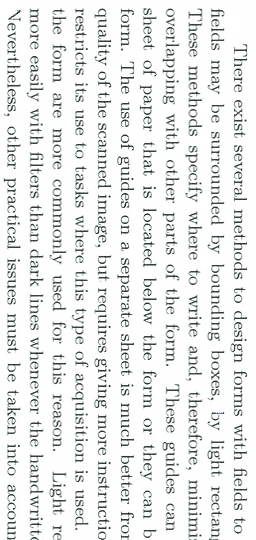 There exist several methods to design forms with fields to
fields may be surrounded by bounding boxes, by light rectang
These methods specify where to write and, therefore, minimi
overlapping with other parts of the form. These guides can
sheet of paper that is located below the form or they can b
form. The use of guides on a separate sheet is much better fron
quality of the scanned image, but requires giving more instructio
restricts its use to tasks where this type of acquisition is used.
the form are more commonly used for this reason. Light re
more easily with filters than dark lines whenever the handwritte
Nevertheless, other practical issues must be taken into accoun